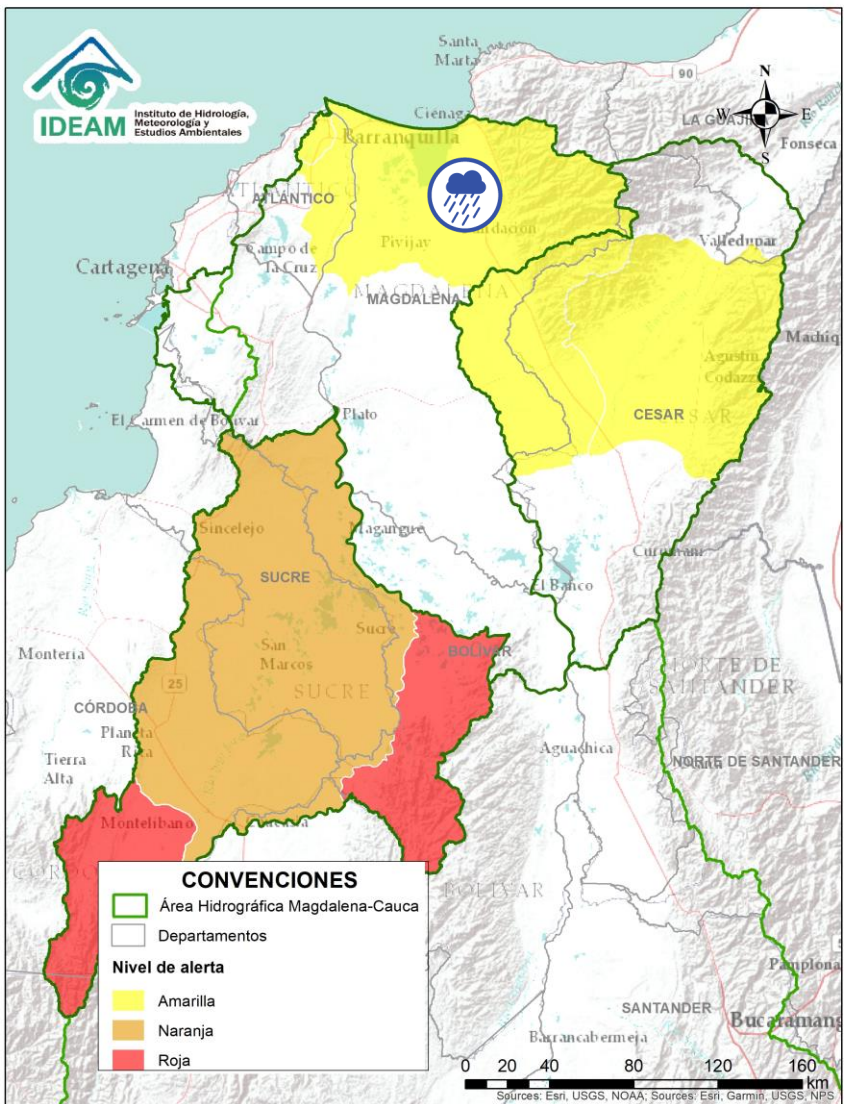 IDEAM
Instituto de Hidrología,
Meteorología y
Estudios Ambientales
Santa
Marta
90
N
W
E
S
LA GUAJIRA
Ciénaga
Barranquilla
Fonseca
ATLANTICO
ATLÁNTICO
Pivijay
Valledupar
Campo de
la Cruz
Cartagena
MAGDALENA
MAGDALENA
Agustín
Codazzi
El Carmen de Bolívar
Plato
CESAR
Sincelejo
Magangue
SUCRE
El Banco
Sucre
BOLÍVAR
San
Marcos
Montería
SUCRE
NORTE DE
SANTANDER
25
CÓRDOBA
Planeta
Rica
Tierra
Alta
Aguachica
NORTE DE SANTANDER
Montelibano
BOLÍVAR
CONVENCIONES
Área Hidrográfica Magdalena-Cauca
Departamentos
Nivel de alerta
Amarilla
Naranja
Roja
Pamplona
SANTANDER
Bucaramang
Barrancabermeja
0 20 40 80 120 160
km
Sources: Esri, USGS, NOAA; Sources: Esri, Garmin, USGS, NPS